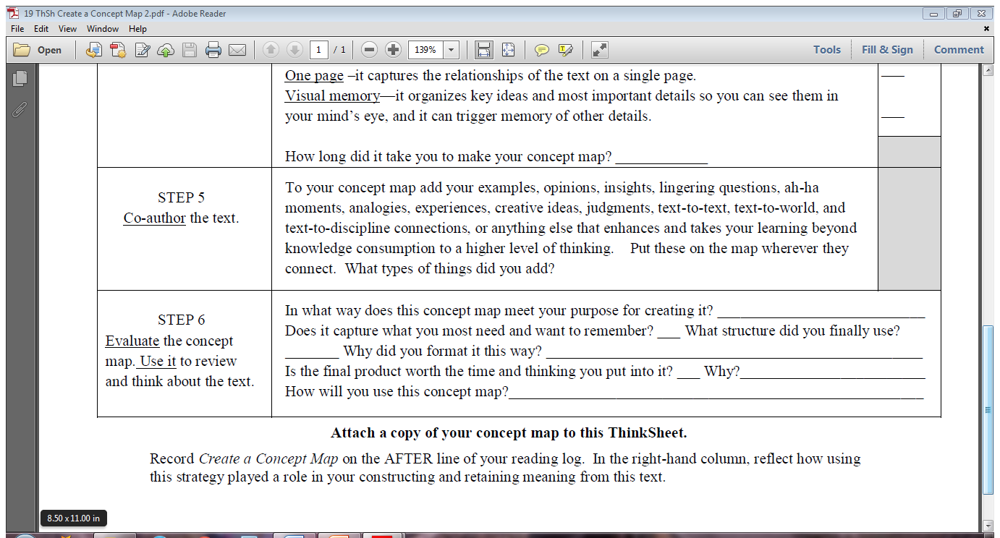 19 ThSh Create a Concept Map 2.pdf - Adobe Reader
File Edit View Window Help
Open 1 / 1 139% Tools Fill & Sign Comment
One page –it captures the relationships of the text on a single page. ___
Visual memory—it organizes key ideas and most important details so you can see them in
your mind’s eye, and it can trigger memory of other details. ___
How long did it take you to make your concept map? ____________
STEP 5
Co-author the text.
To your concept map add your examples, opinions, insights, lingering questions, ah-ha
moments, analogies, experiences, creative ideas, judgments, text-to-text, text-to-world, and
text-to-discipline connections, or anything else that enhances and takes your learning beyond
knowledge consumption to a higher level of thinking. Put these on the map wherever they
connect. What types of things did you add?
STEP 6
Evaluate the concept
map. Use it to review
and think about the text.
In what way does this concept map meet your purpose for creating it? ___________________________
Does it capture what you most need and want to remember? ___ What structure did you finally use?
_______ Why did you format it this way? _________________________________________________
Is the final product worth the time and thinking you put into it? ___ Why?________________________
How will you use this concept map?______________________________________________________
Attach a copy of your concept map to this ThinkSheet.
Record Create a Concept Map on the AFTER line of your reading log. In the right-hand column, reflect how using
this strategy played a role in your constructing and retaining meaning from this text.
8.50 x 11.00 in